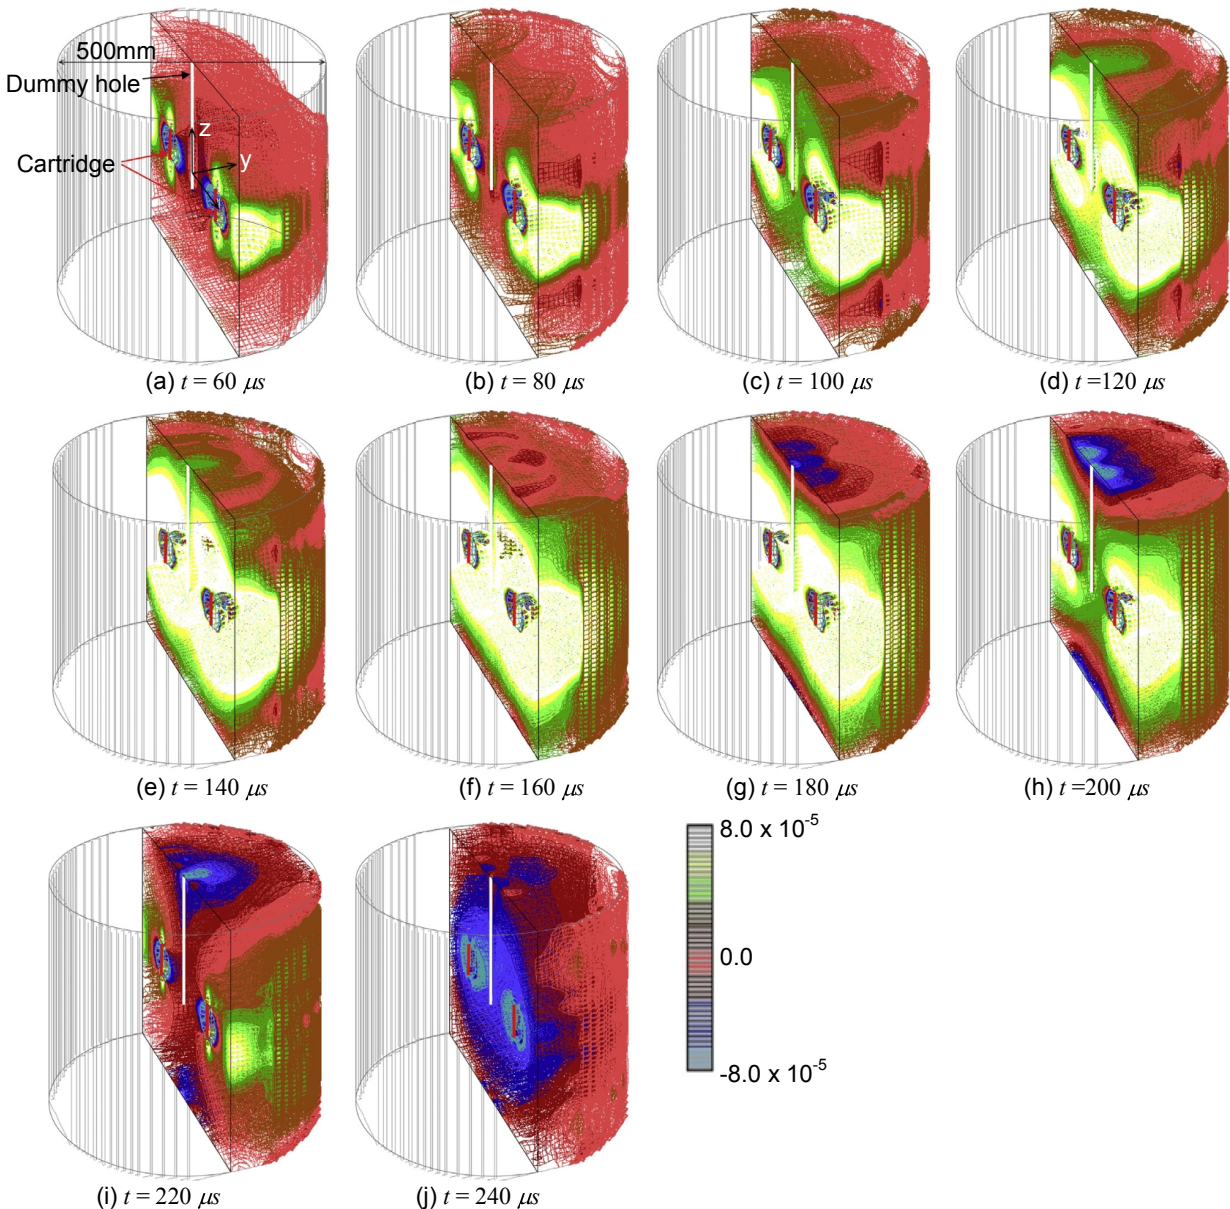 500mm
Dummy hole
z
y
Cartridge
(a) t = 60 μs
(b) t = 80 μs
(c) t = 100 μs
(d) t =120 μs
(e) t = 140 μs
(f) t = 160 μs
(g) t = 180 μs
(h) t =200 μs
8.0 x 10⁻⁵
0.0
-8.0 x 10⁻⁵
(i) t = 220 μs
(j) t = 240 μs